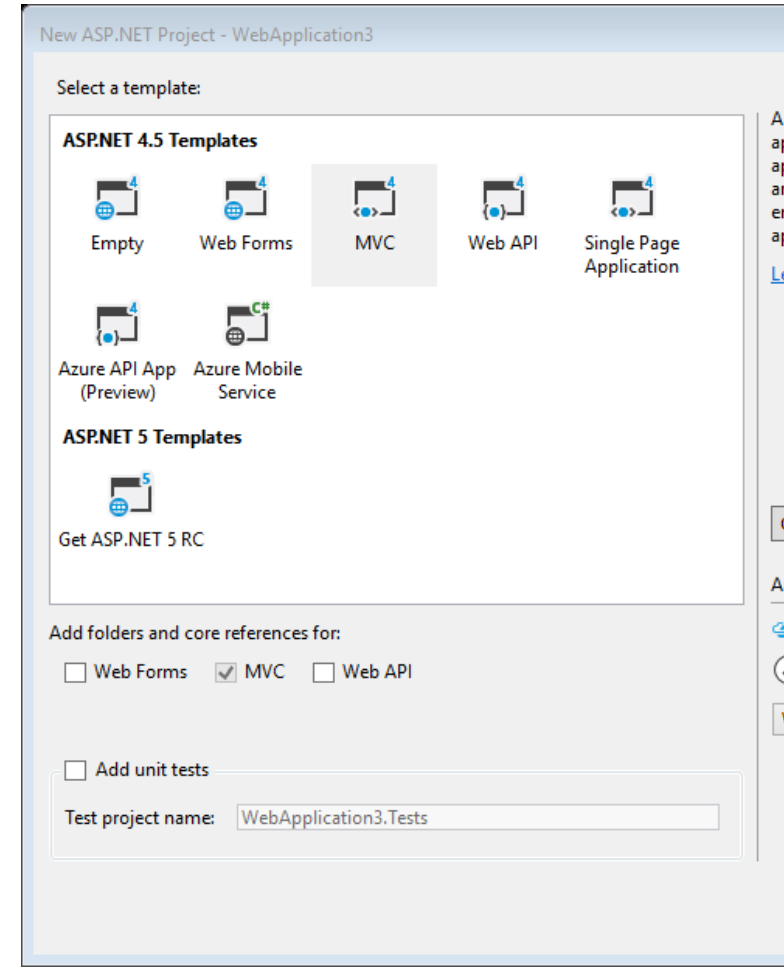 New ASP.NET Project - WebApplication3
Select a template:
ASP.NET 4.5 Templates
4 4 4 4 4
Empty Web Forms MVC Web API Single Page
Application
4 C#
Azure API App Azure Mobile
(Preview) Service
ASP.NET 5 Templates
5
Get ASP.NET 5 RC
Add folders and core references for:
Web Forms MVC Web API
Add unit tests
Test project name: WebApplication3.Tests